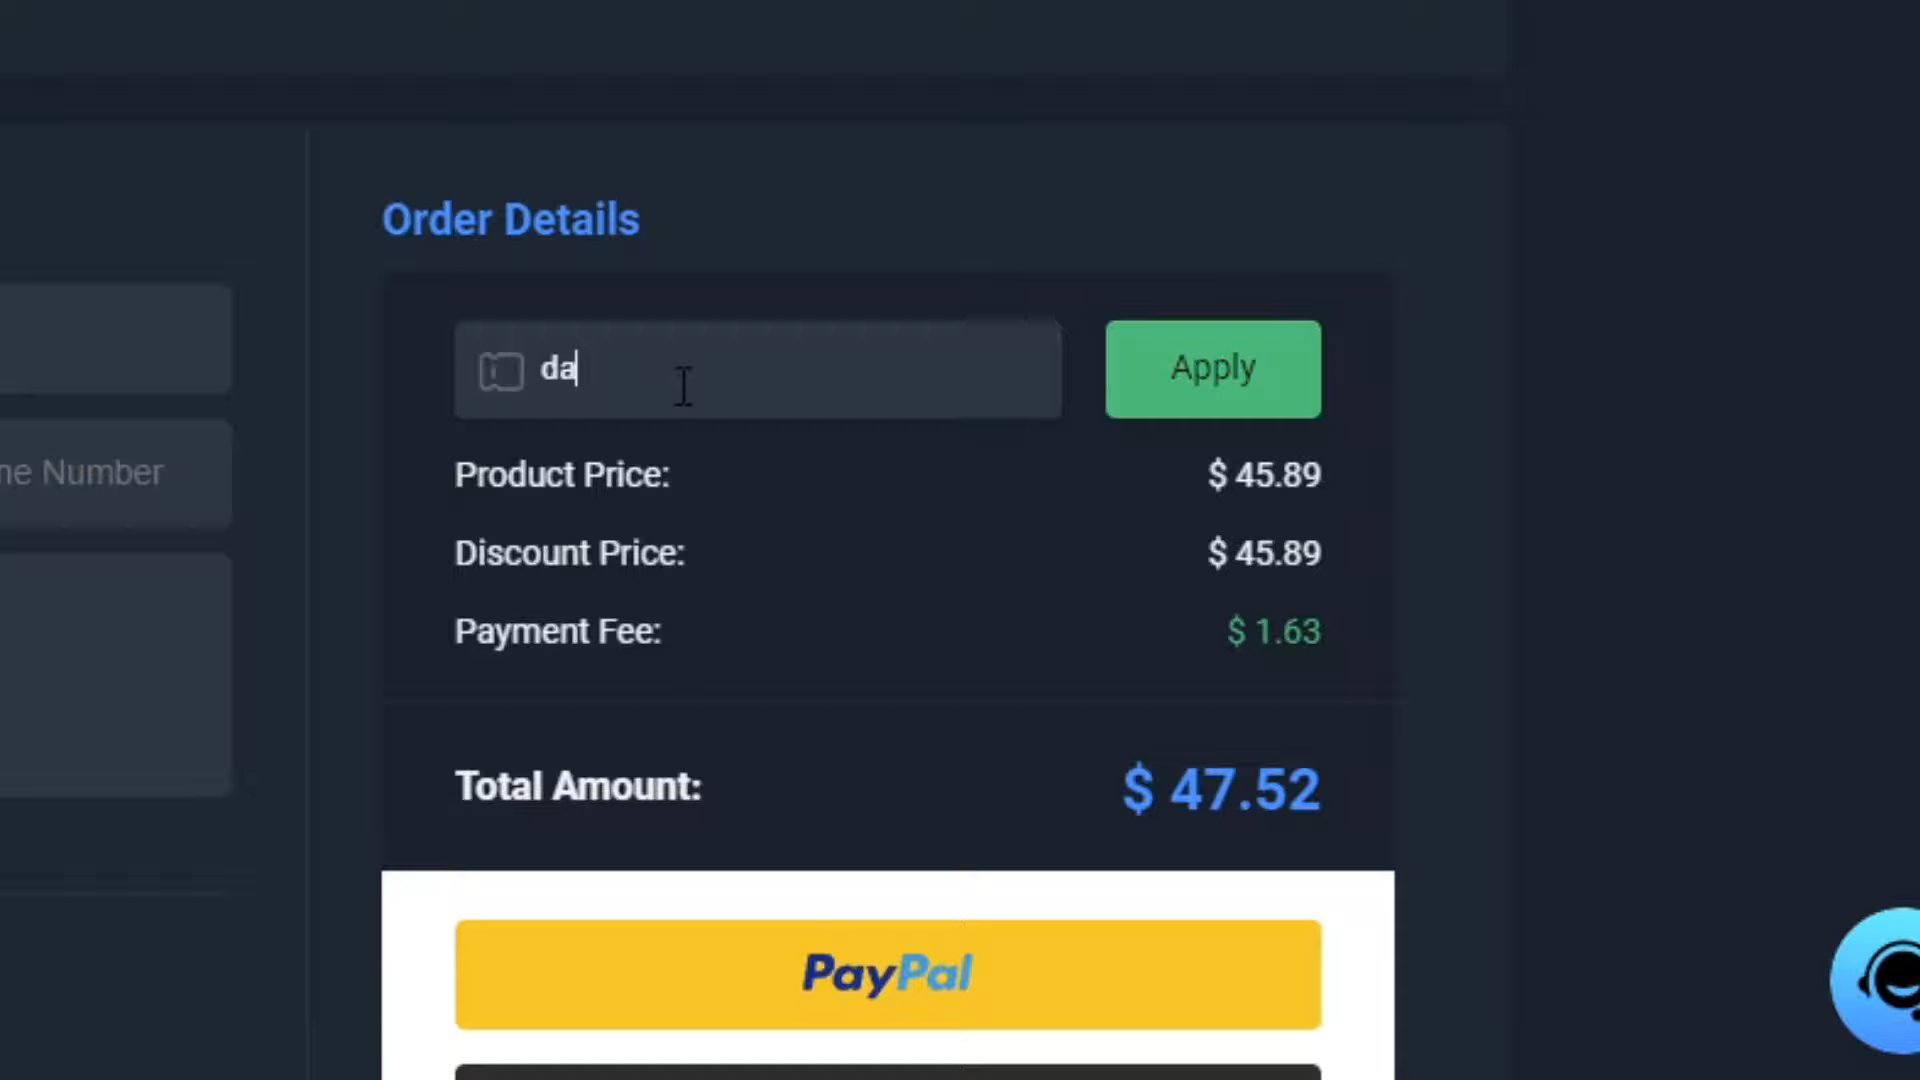 Order Details
da
Apply
Product Price: $ 45.89
Number
Discount Price: $ 45.89
Payment Fee: $ 1.63
Total Amount: $ 47.52
PayPal